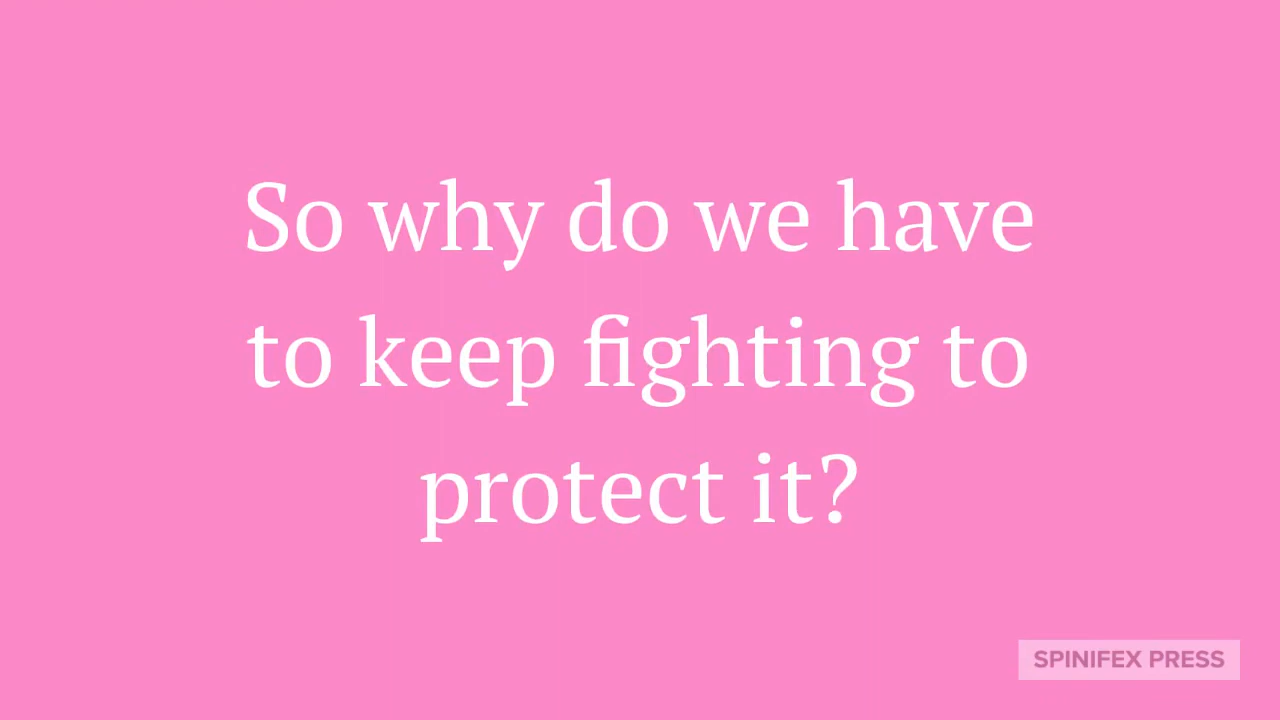 So why do we have
to keep fighting to
protect it?
SPINIFEX PRESS